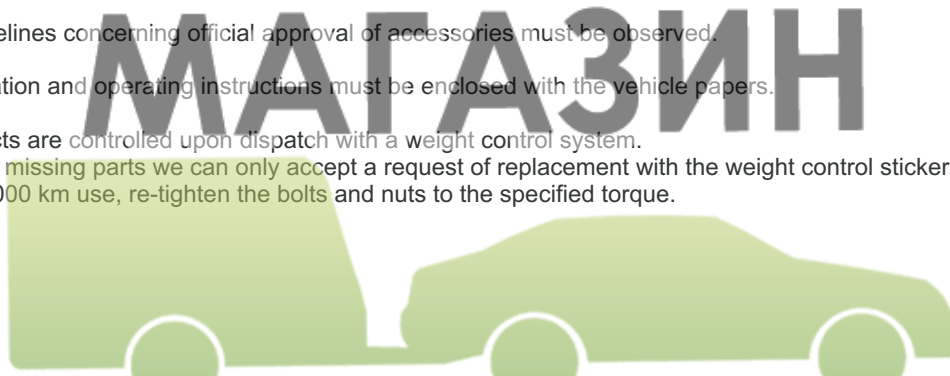 elines concerning official approval of accessories must be observed.
МАГАЗИН
ation and operating instructions must be enclosed with the vehicle papers.
cts are controlled upon dispatch with a weight control system.
missing parts we can only accept a request of replacement with the weight control sticker
000 km use, re-tighten the bolts and nuts to the specified torque.